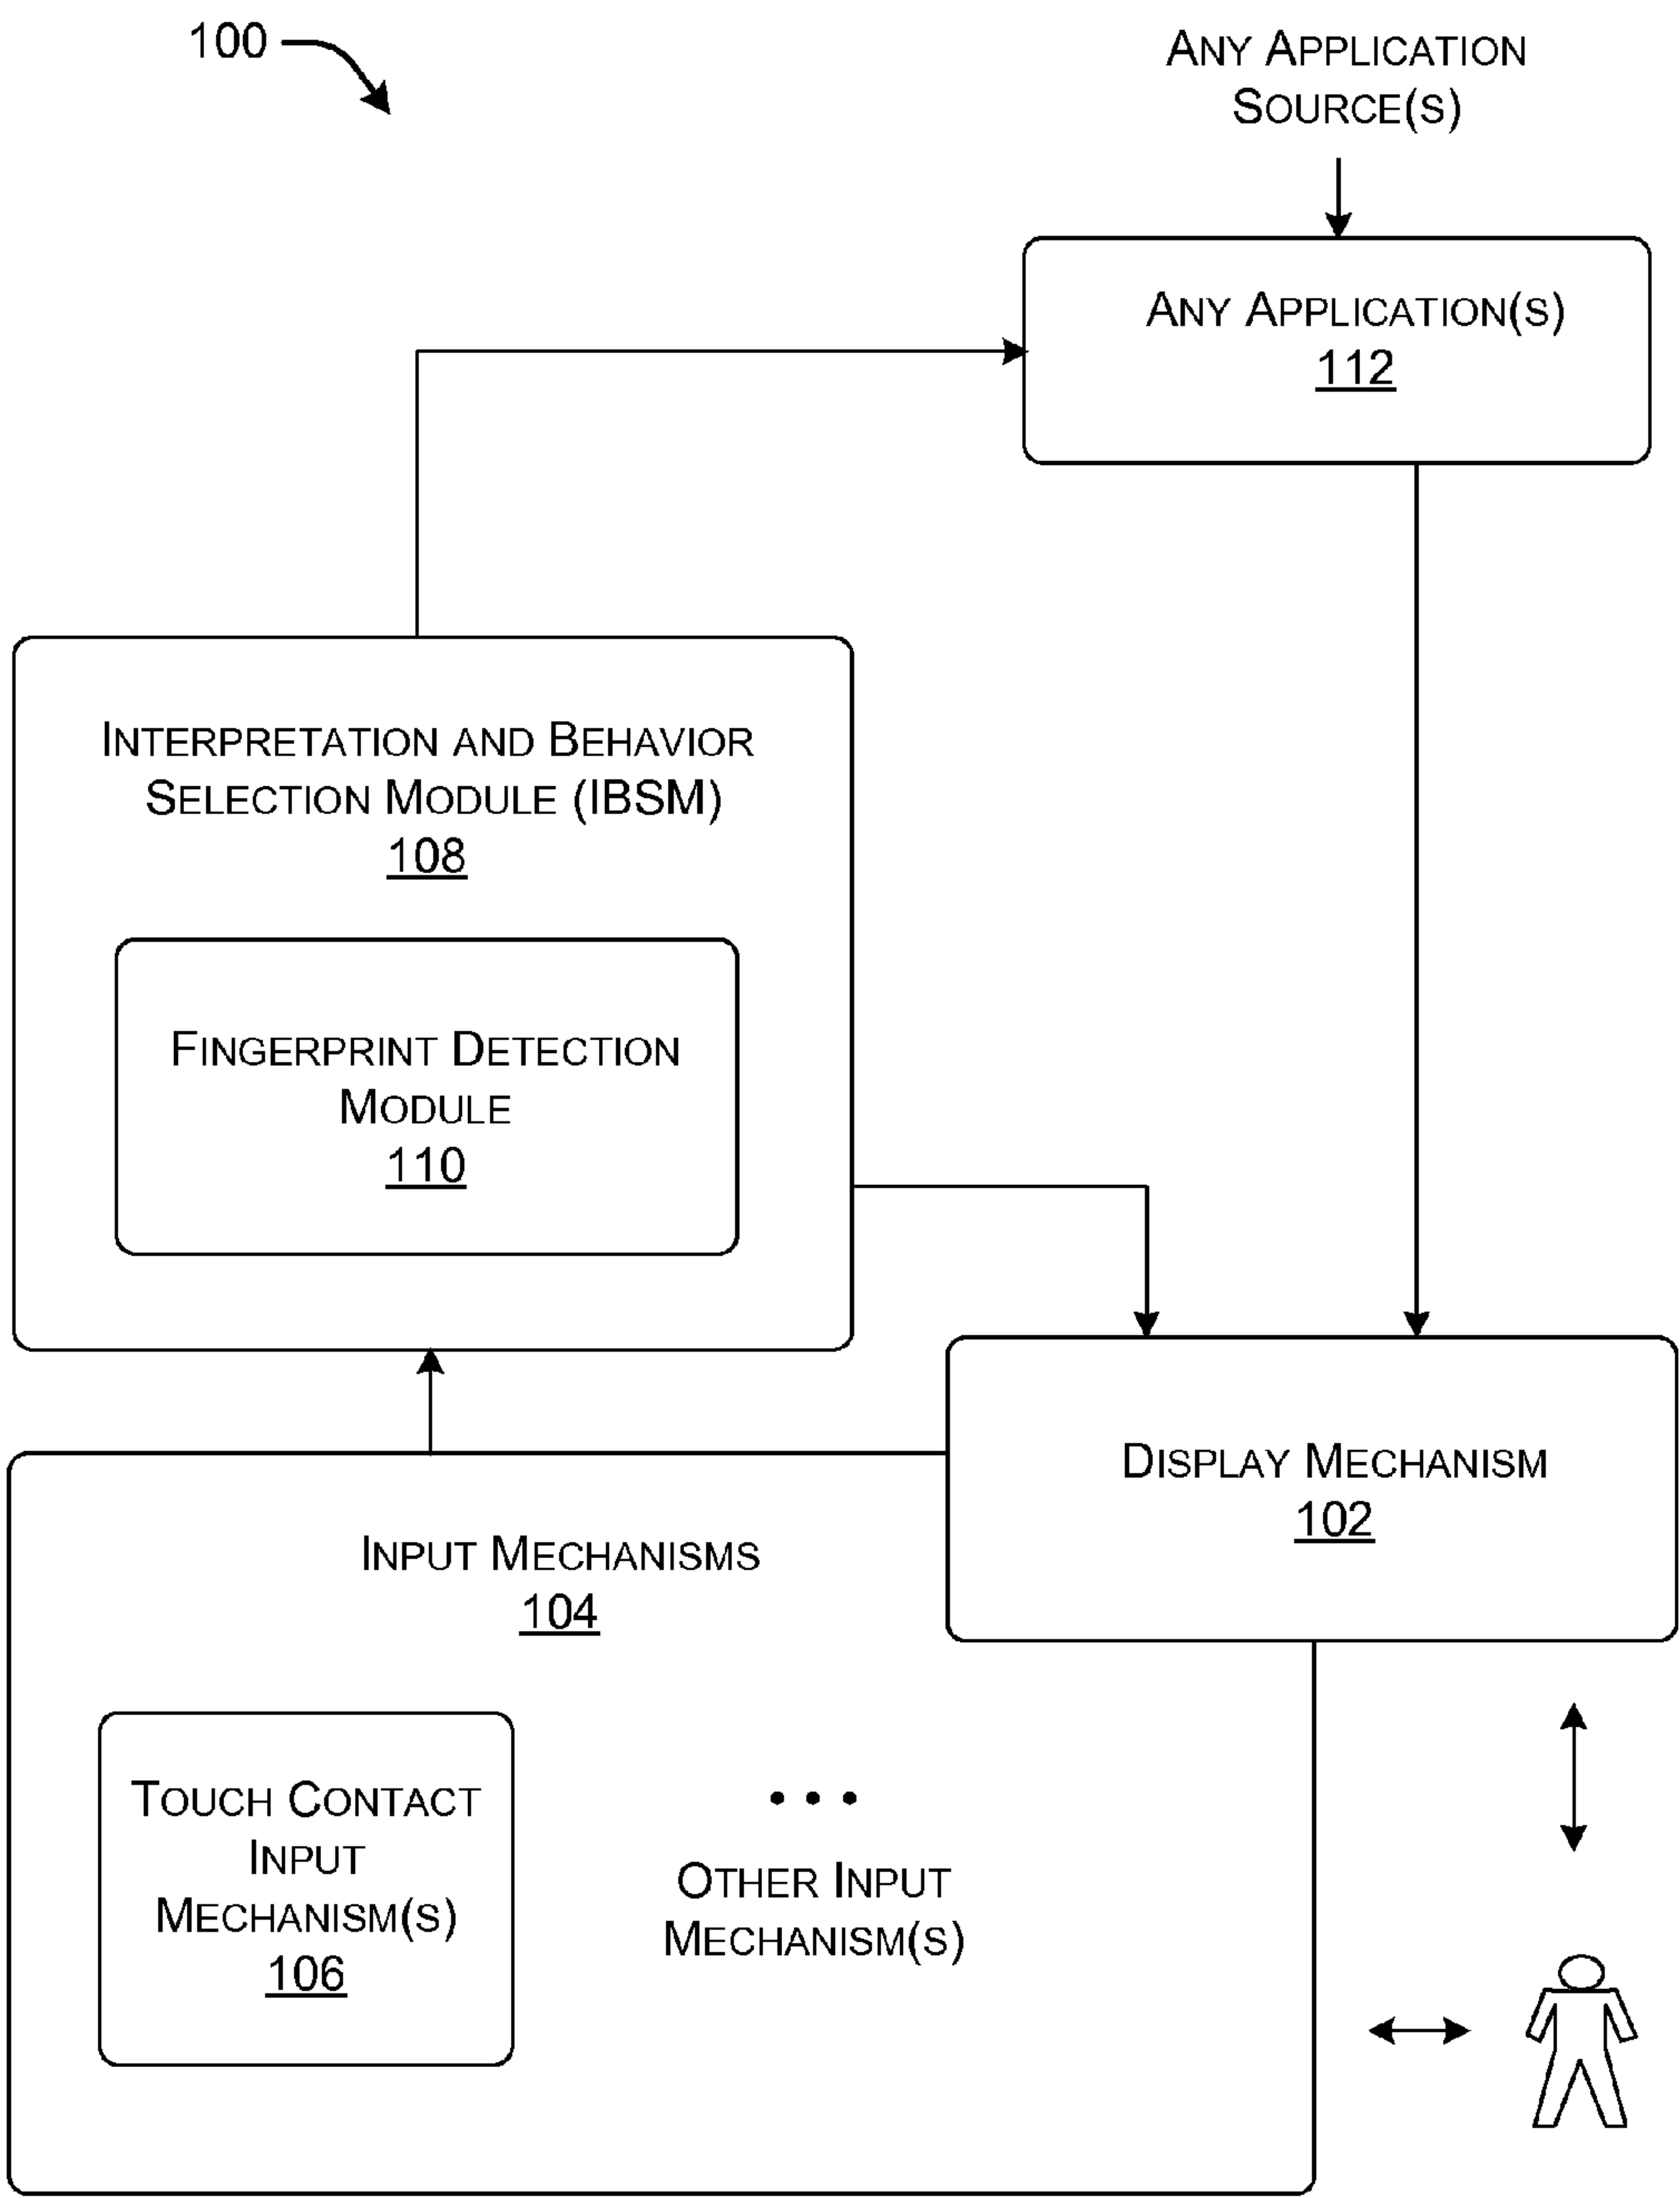 100
ANY APPLICATION
SOURCE(S)
ANY APPLICATION(S)
112
INTERPRETATION AND BEHAVIOR
SELECTION MODULE (IBSM)
108
FINGERPRINT DETECTION
MODULE
110
DISPLAY MECHANISM
102
INPUT MECHANISMS
104
TOUCH CONTACT
INPUT
MECHANISM(S)
106
• • •
OTHER INPUT
MECHANISM(S)